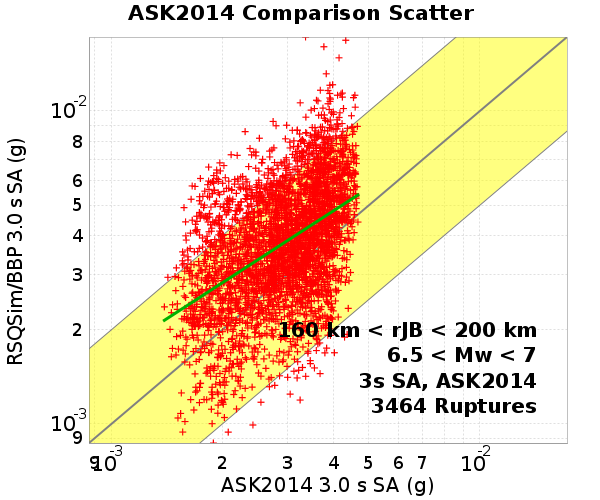 ASK2014 Comparison Scatter
RSQSim/BBP 3.0 s SA (g)
10-2
8
6
5
4
3
2
10-3
9
160 km < rJB < 200 km
6.5 < Mw < 7
3s SA, ASK2014
3464 Ruptures
9 10-3 2 3 4 5 6 7 10-2
ASK2014 3.0 s SA (g)